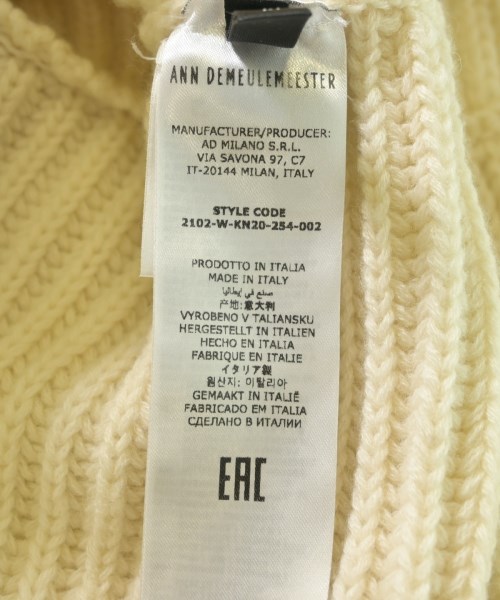 ANN DEMEULEMEESTER
MANUFACTURER/PRODUCER:
AD MILANO S.R.L.
VIA SAVONA 97, C7
IT-20144 MILAN, ITALY
STYLE CODE
2102-W-KN20-254-002
PRODOTTO IN ITALIA
MADE IN ITALY
صنع في إيطاليا
产地: 意大利
VYROBENO V TALIANSKU
HERGESTELLT IN ITALIEN
HECHO EN ITALIA
FABRIQUE EN ITALIE
イタリア製
원산지: 이탈리아
GEMAAKT IN ITALIË
FABRICADO EM ITALIA
СДЕЛАНО В ИТАЛИИ
EAC